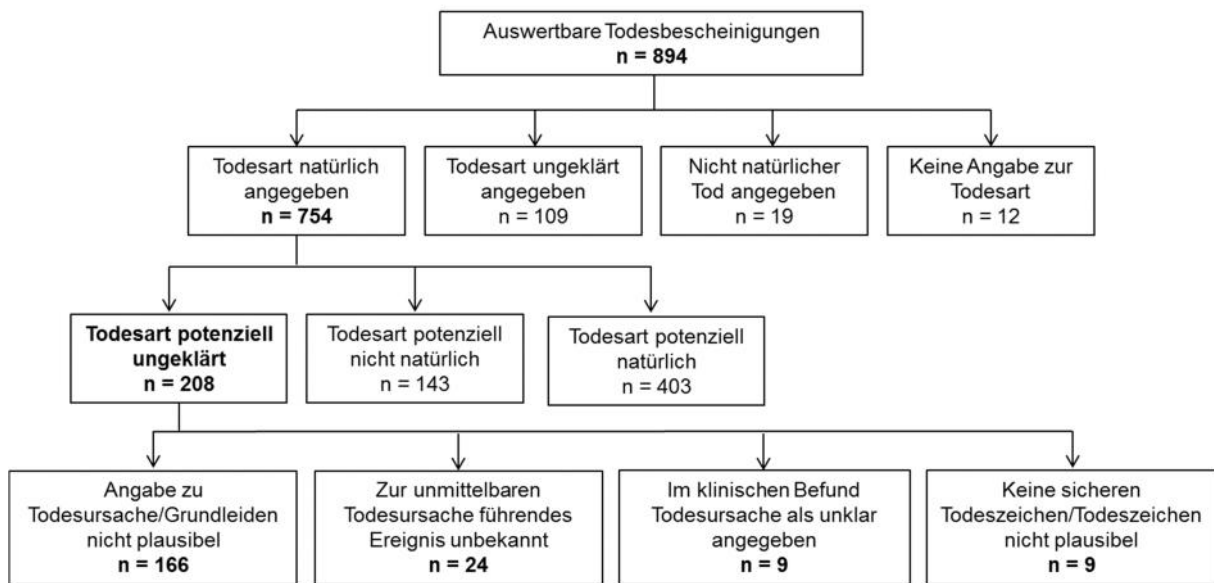 Auswertbare Todesbescheinigungen
n = 894
Todesart natürlich
angegeben
n = 754
Todesart ungeklärt
angegeben
n = 109
Nicht natürlicher
Tod angegeben
n = 19
Keine Angabe zur
Todesart
n = 12
Todesart potenziell
ungeklärt
n = 208
Todesart potenziell
nicht natürlich
n = 143
Todesart potenziell
natürlich
n = 403
Angabe zu
Todesursache/Grundleiden
nicht plausibel
n = 166
Zur unmittelbaren
Todesursache führendes
Ereignis unbekannt
n = 24
Im klinischen Befund
Todesursache als unklar
angegeben
n = 9
Keine sicheren
Todeszeichen/Todeszeichen
nicht plausibel
n = 9